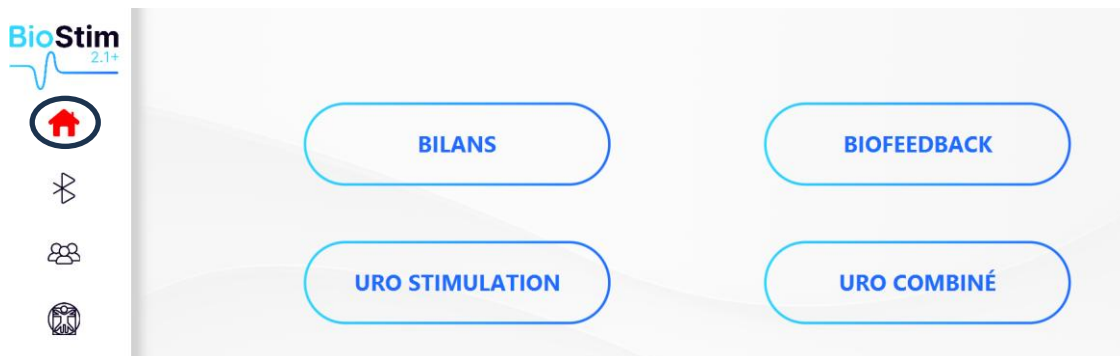 BioStim
2.1+
BILANS
BIOFEEDBACK
URO STIMULATION
URO COMBINÉ